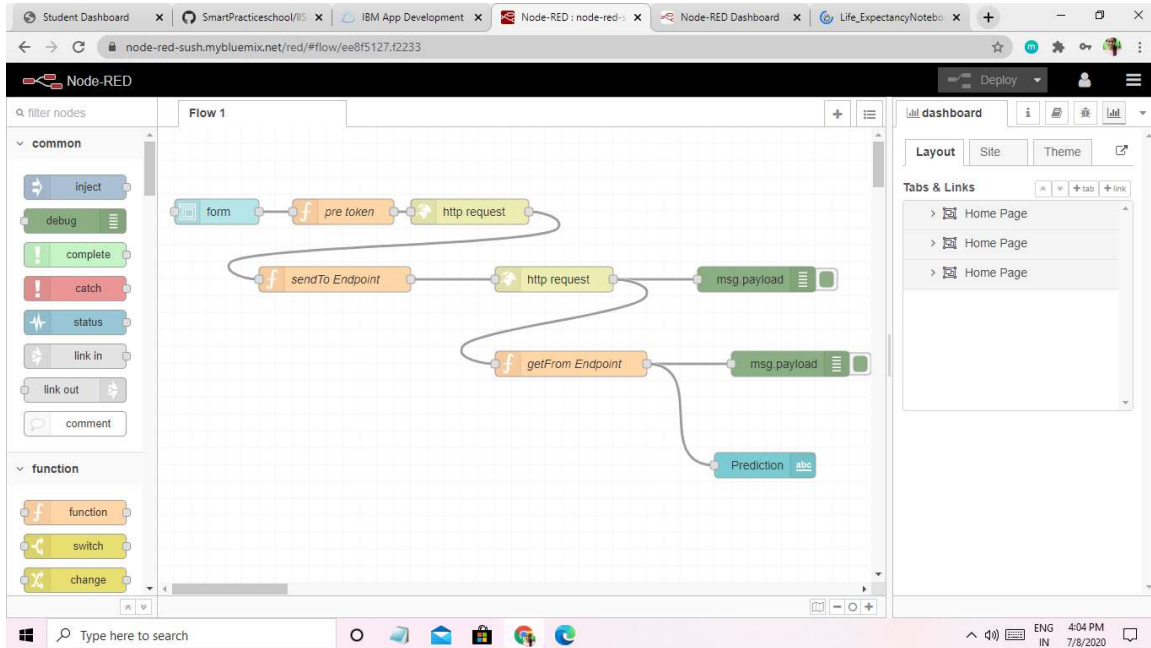 Student Dashboard
SmartPracticeschool/IIS
IBM App Development
Node-RED : node-red-s
Node-RED Dashboard
Life_ExpectancyNotebo
node-red-sush.mybluemix.net/red/#flow/ee8f5127.f2233
Node-RED
Deploy
filter nodes
Flow 1
dashboard
common
Layout
Site
Theme
Tabs & Links
tab
link
inject
debug
complete
catch
status
link in
link out
comment
function
function
switch
change
form
pre token
http request
sendTo Endpoint
http request
msg.payload
getFrom Endpoint
msg.payload
Prediction
abc
Home Page
Home Page
Home Page
Type here to search
ENG
IN
4:04 PM
7/8/2020